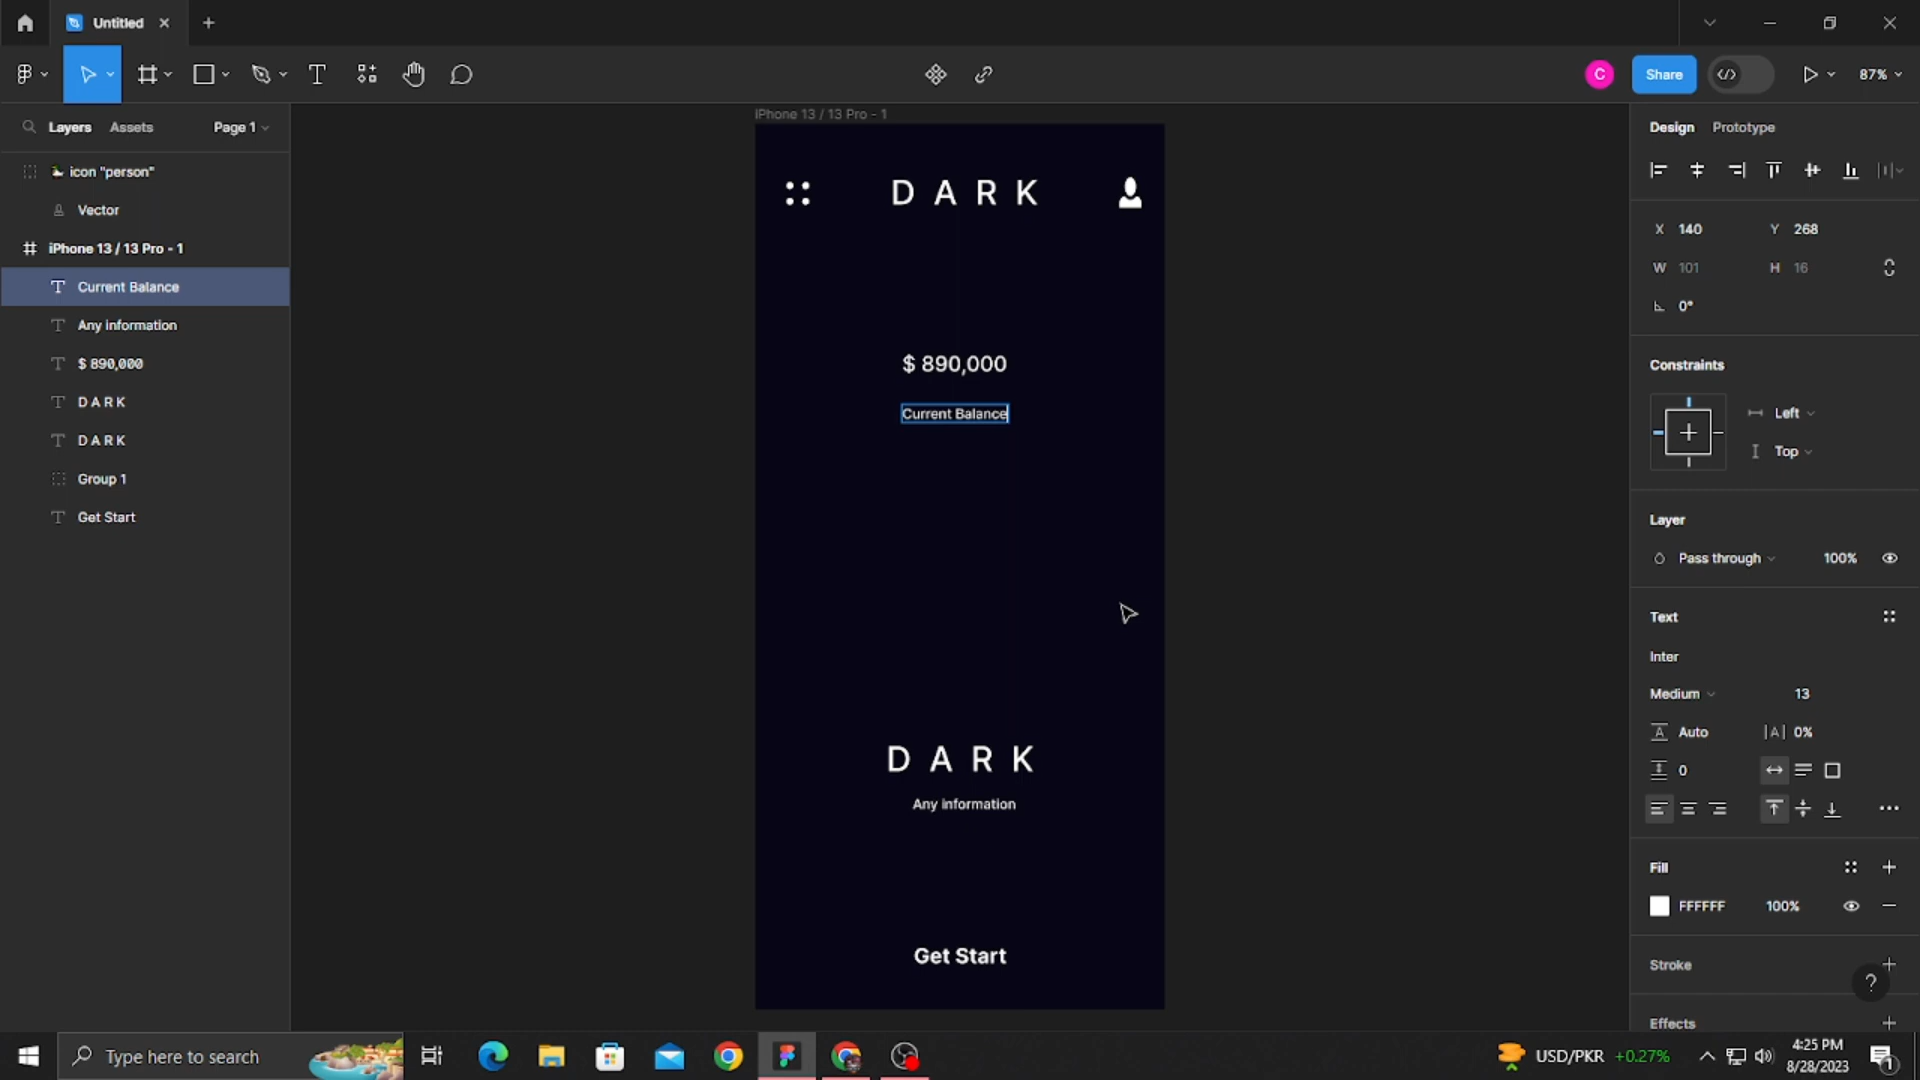 Untitled
Share
87%
Layers
Assets
Page 1
icon "person"
Vector
iPhone 13 / 13 Pro - 1
Current Balance
Any information
$ 890,000
D A R K
D A R K
Group 1
Get Start
iPhone 13 / 13 Pro - 1
D A R K
$ 890,000
Current Balance
D A R K
Any information
Get Start
C
Design
Prototype
X 140
Y 268
W 101
H 16
0°
Constraints
Left
Top
Layer
Pass through
100%
Text
Inter
Medium
13
Auto
|A| 0%
0
Fill
FFFFFF
100%
Stroke
?
Effects
Type here to search
USD/PKR +0.27%
4:25 PM
8/28/2023
1